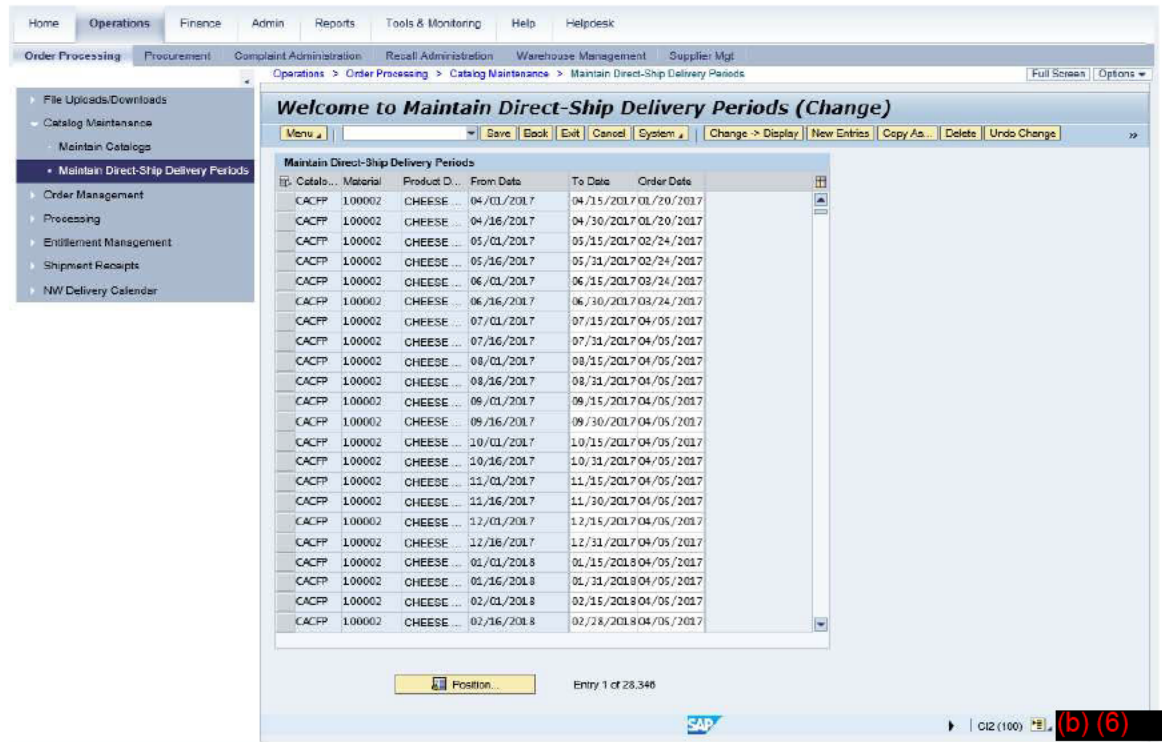 Home Operations Finance Admin Reports Tools & Monitoring Help Helpdesk
Order Processing Procurement Complaint Administration Recall Administration Warehouse Management Supplier Mgt
Operations > Order Processing > Catalog Maintenance > Maintain Direct-Ship Delivery Periods Full Screen Options
File Uploads/Downloads
Catalog Maintenance
Maintain Catalogs
Maintain Direct-Ship Delivery Periods
Order Management
Processing
Entitlement Management
Shipment Receipts
NW Delivery Calendar
Welcome to Maintain Direct-Ship Delivery Periods (Change)
Menu Save Back Exit Cancel System Change -> Display New Entries Copy As... Delete Undo Change »
Maintain Direct-Ship Delivery Periods
Catalo... Material Product D... From Date To Date Order Date
CACFP 100002 CHEESE ... 04/01/2017 04/15/2017 01/20/2017
CACFP 100002 CHEESE ... 04/16/2017 04/30/2017 01/20/2017
CACFP 100002 CHEESE ... 05/01/2017 05/15/2017 02/24/2017
CACFP 100002 CHEESE ... 05/16/2017 05/31/2017 02/24/2017
CACFP 100002 CHEESE ... 06/01/2017 06/15/2017 03/24/2017
CACFP 100002 CHEESE ... 06/16/2017 06/30/2017 03/24/2017
CACFP 100002 CHEESE ... 07/01/2017 07/15/2017 04/05/2017
CACFP 100002 CHEESE ... 07/16/2017 07/31/2017 04/05/2017
CACFP 100002 CHEESE ... 08/01/2017 08/15/2017 04/05/2017
CACFP 100002 CHEESE ... 08/16/2017 08/31/2017 04/05/2017
CACFP 100002 CHEESE ... 09/01/2017 09/15/2017 04/05/2017
CACFP 100002 CHEESE ... 09/16/2017 09/30/2017 04/05/2017
CACFP 100002 CHEESE ... 10/01/2017 10/15/2017 04/05/2017
CACFP 100002 CHEESE ... 10/16/2017 10/31/2017 04/05/2017
CACFP 100002 CHEESE ... 11/01/2017 11/15/2017 04/05/2017
CACFP 100002 CHEESE ... 11/16/2017 11/30/2017 04/05/2017
CACFP 100002 CHEESE ... 12/01/2017 12/15/2017 04/05/2017
CACFP 100002 CHEESE ... 12/16/2017 12/31/2017 04/05/2017
CACFP 100002 CHEESE ... 01/01/2018 01/15/2018 04/05/2017
CACFP 100002 CHEESE ... 01/16/2018 01/31/2018 04/05/2017
CACFP 100002 CHEESE ... 02/01/2018 02/15/2018 04/05/2017
CACFP 100002 CHEESE ... 02/16/2018 02/28/2018 04/05/2017
Position... Entry 1 of 28,346
SAP CI2 (100) (b) (6)